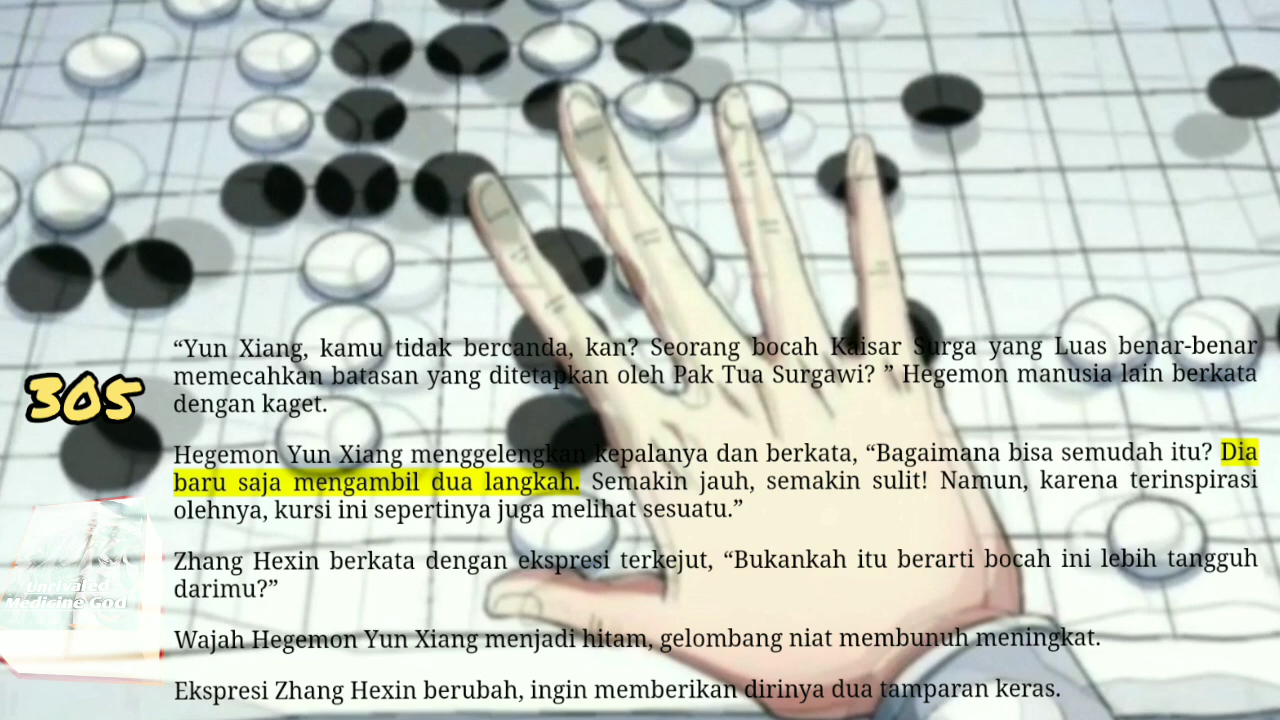 “Yun Xiang, kamu tidak bercanda, kan? Seorang bocah Kaisar Surga yang Luas benar-benar
memecahkan batasan yang ditetapkan oleh Pak Tua Surgawi? ” Hegemon manusia lain berkata
dengan kaget.
305
Hegemon Yun Xiang menggelengkan kepalanya dan berkata, “Bagaimana bisa semudah itu? Dia
baru saja mengambil dua langkah. Semakin jauh, semakin sulit! Namun, karena terinspirasi
olehnya, kursi ini sepertinya juga melihat sesuatu.”
Zhang Hexin berkata dengan ekspresi terkejut, “Bukankah itu berarti bocah ini lebih tangguh
darimu?”
Unrivaled
Medicine God
Wajah Hegemon Yun Xiang menjadi hitam, gelombang niat membunuh meningkat.
Ekspresi Zhang Hexin berubah, ingin memberikan dirinya dua tamparan keras.